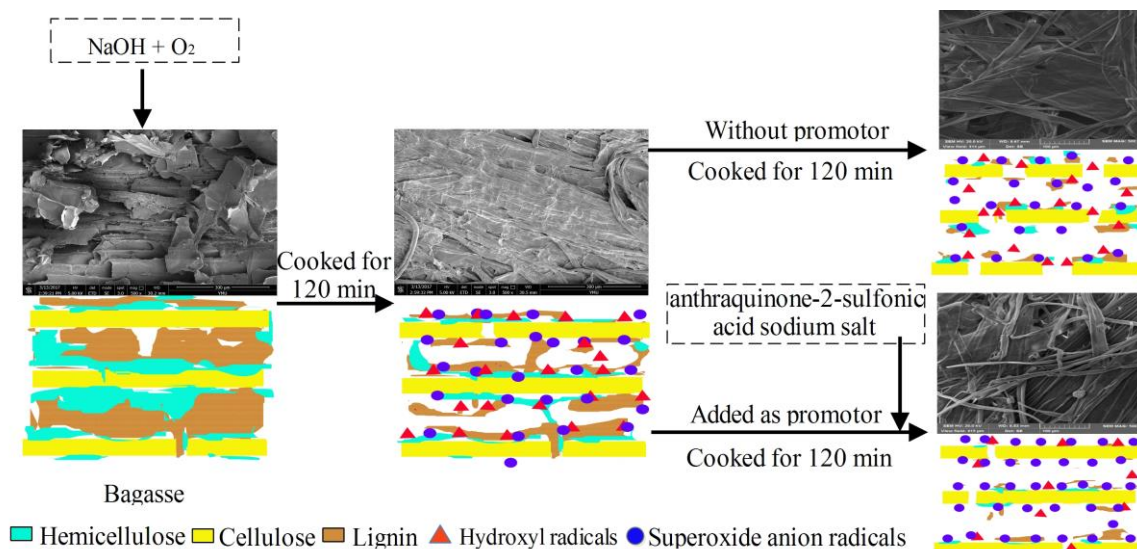 NaOH + O2
Without promotor
Cooked for 120 min
Cooked for
120 min
anthraquinone-2-sulfonic
acid sodium salt
Added as promotor
Cooked for 120 min
Bagasse
Hemicellulose
Cellulose
Lignin
Hydroxyl radicals
Superoxide anion radicals